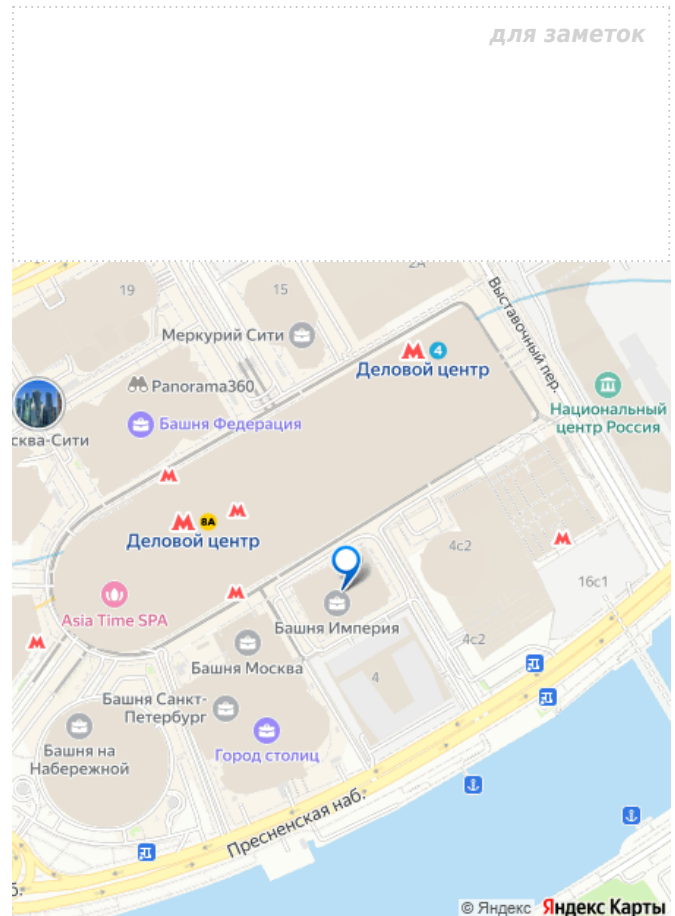 для заметок
2А
19
15
Выставочный пер.
Меркурий Сити
М 4
Деловой центр
Panorama360
Национальный
центр Россия
сква-Сити
Башня Федерация
М
М 8А М
Деловой центр
М
4с2
16с1
Asia Time SPA
М
Башня Империя
М
4с2
Башня Москва
4
Башня Санкт-
Петербург
Башня на
Набережной
Город столиц
Пресненская наб.
б.
© Яндекс Яндекс Карты